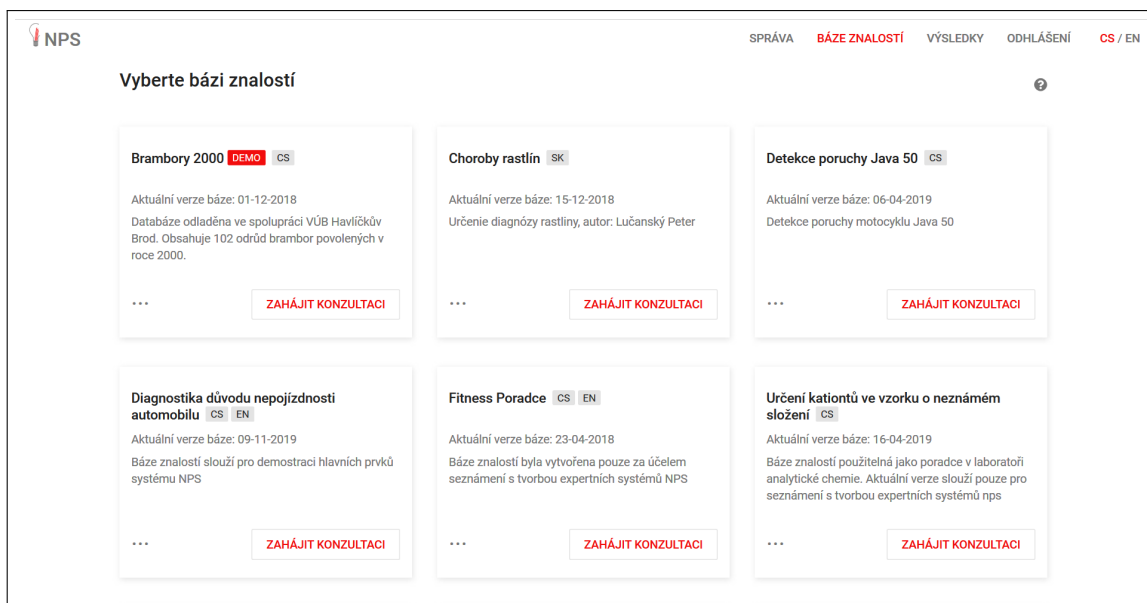 NPS
SPRÁVA BÁZE ZNALOSTÍ VÝSLEDKY ODHLÁŠENÍ CS / EN
Vyberte bázi znalostí
?
Brambory 2000 DEMO CS
Aktuální verze báze: 01-12-2018
Databáze odladěna ve spolupráci VÚB Havlíčkův
Brod. Obsahuje 102 odrůd brambor povolených v
roce 2000.
...
ZAHÁJIT KONZULTACI
Choroby rastlín SK
Aktuální verze báze: 15-12-2018
Určenie diagnózy rastliny, autor: Lučanský Peter
...
ZAHÁJIT KONZULTACI
Detekce poruchy Java 50 CS
Aktuální verze báze: 06-04-2019
Detekce poruchy motocyklu Java 50
...
ZAHÁJIT KONZULTACI
Diagnostika důvodu nepojízdnosti
automobilu CS EN
Aktuální verze báze: 09-11-2019
Báze znalostí slouží pro demostraci hlavních prvků
systému NPS
...
ZAHÁJIT KONZULTACI
Fitness Poradce CS EN
Aktuální verze báze: 23-04-2018
Báze znalostí byla vytvořena pouze za účelem
seznámení s tvorbou expertních systémů NPS
...
ZAHÁJIT KONZULTACI
Určení kationtů ve vzorku o neznámém
složení CS
Aktuální verze báze: 16-04-2019
Báze znalostí použitelná jako poradce v laboratoři
analytické chemie. Aktuální verze slouží pouze pro
seznámení s tvorbou expertních systémů nps
...
ZAHÁJIT KONZULTACI